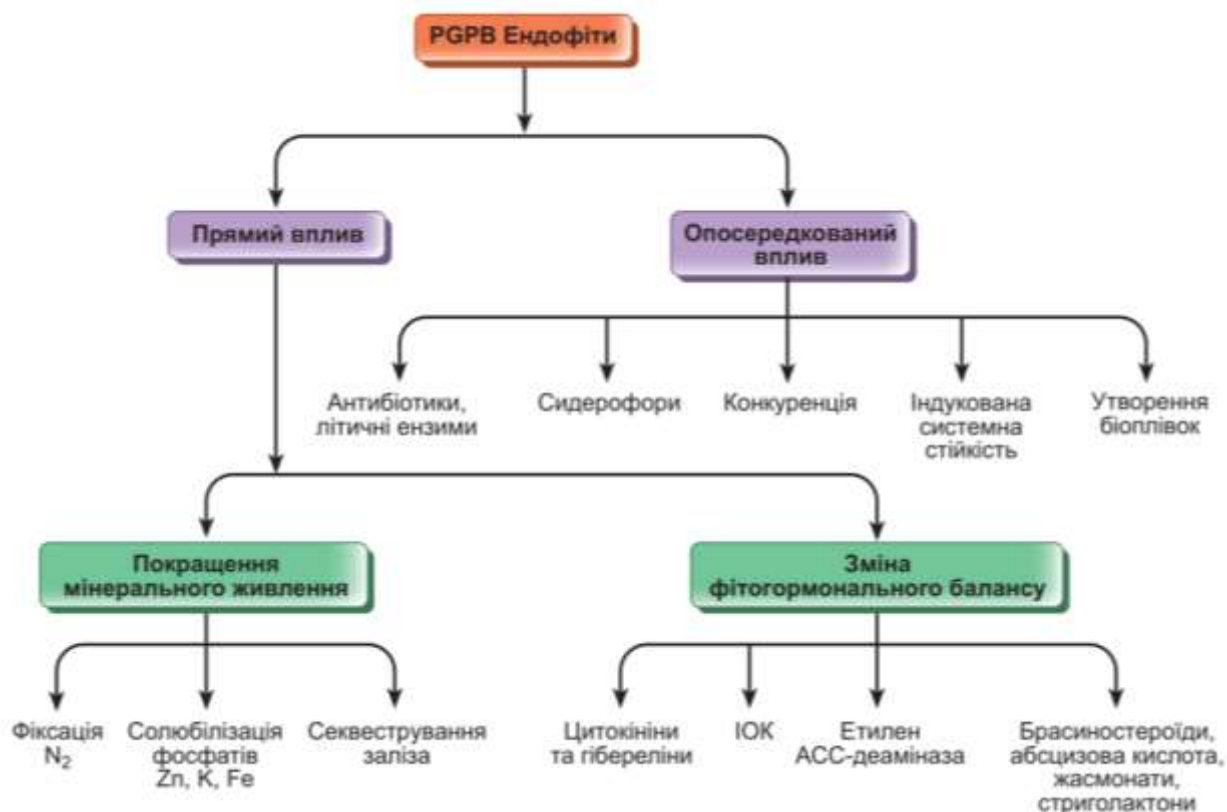 PGPB Ендофіти
Прямий вплив
Опосередкований
вплив
Антибіотики,
літичні ензими
Сидерофори
Конкуренція
Індукована
системна
стійкість
Утворення
біоплівок
Покращення
мінерального живлення
Зміна
фітогормонального балансу
Фіксація
N₂
Солюбілізація
фосфатів
Zn, K, Fe
Секвестрування
заліза
Цитокініни
та гібереліни
ІОК
Етилен
АСС-деаміназа
Брасиностероїди,
абсцизова кислота,
жасмонати,
стриголактони